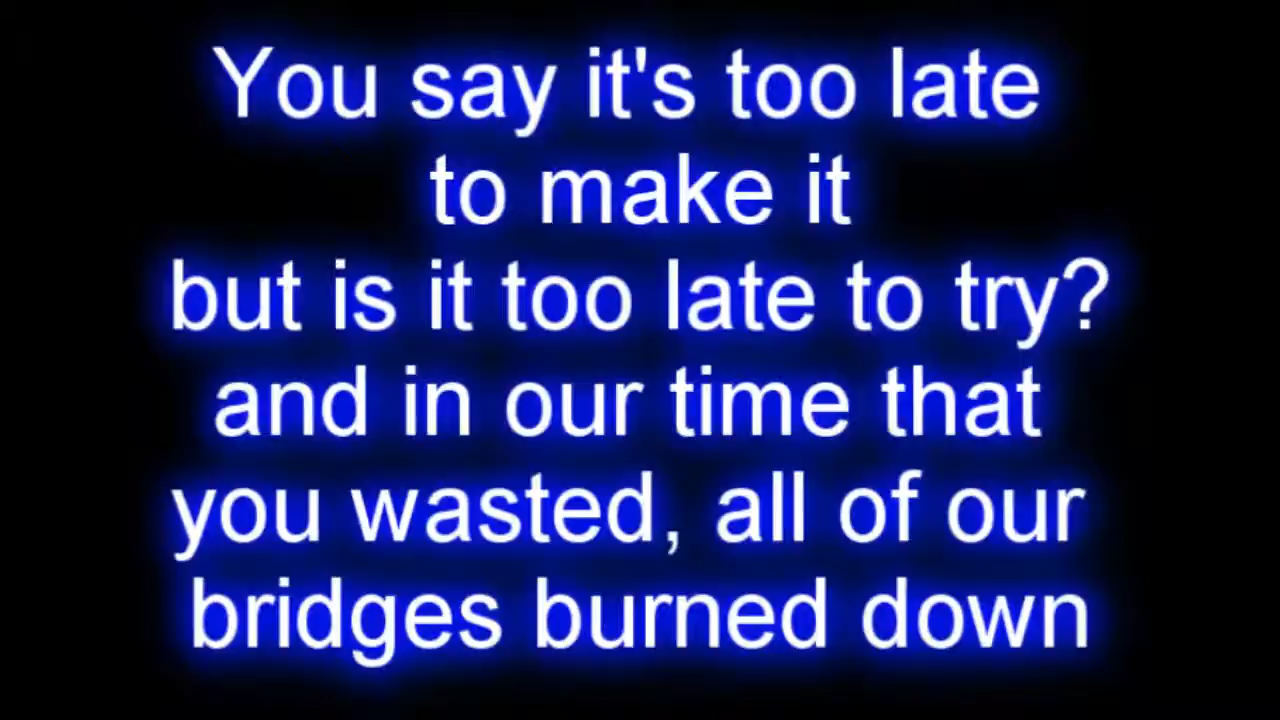 You say it's too late
to make it
but is it too late to try?
and in our time that
you wasted, all of our
bridges burned down